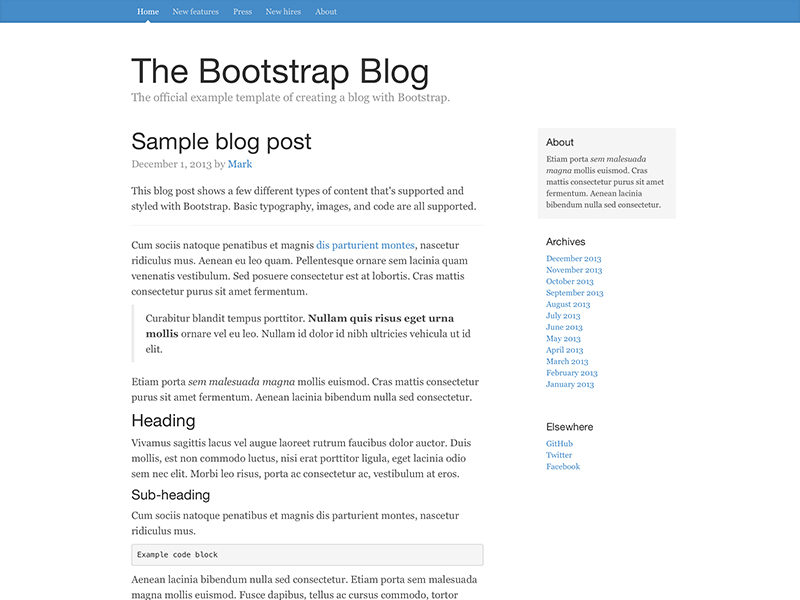 Home New features Press New hires About
The Bootstrap Blog
The official example template of creating a blog with Bootstrap.
Sample blog post
December 1, 2013 by Mark
This blog post shows a few different types of content that's supported and
styled with Bootstrap. Basic typography, images, and code are all supported.
Cum sociis natoque penatibus et magnis dis parturient montes, nascetur
ridiculus mus. Aenean eu leo quam. Pellentesque ornare sem lacinia quam
venenatis vestibulum. Sed posuere consectetur est at lobortis. Cras mattis
consectetur purus sit amet fermentum.
Curabitur blandit tempus porttitor. Nullam quis risus eget urna
mollis ornare vel eu leo. Nullam id dolor id nibh ultricies vehicula ut id
elit.
Etiam porta sem malesuada magna mollis euismod. Cras mattis consectetur
purus sit amet fermentum. Aenean lacinia bibendum nulla sed consectetur.
Heading
Vivamus sagittis lacus vel augue laoreet rutrum faucibus dolor auctor. Duis
mollis, est non commodo luctus, nisi erat porttitor ligula, eget lacinia odio
sem nec elit. Morbi leo risus, porta ac consectetur ac, vestibulum at eros.
Sub-heading
Cum sociis natoque penatibus et magnis dis parturient montes, nascetur
ridiculus mus.
Example code block
Aenean lacinia bibendum nulla sed consectetur. Etiam porta sem malesuada
magna mollis euismod. Fusce dapibus, tellus ac cursus commodo, tortor
About
Etiam porta sem malesuada
magna mollis euismod. Cras
mattis consectetur purus sit amet
fermentum. Aenean lacinia
bibendum nulla sed consectetur.
Archives
December 2013
November 2013
October 2013
September 2013
August 2013
July 2013
June 2013
May 2013
April 2013
March 2013
February 2013
January 2013
Elsewhere
GitHub
Twitter
Facebook